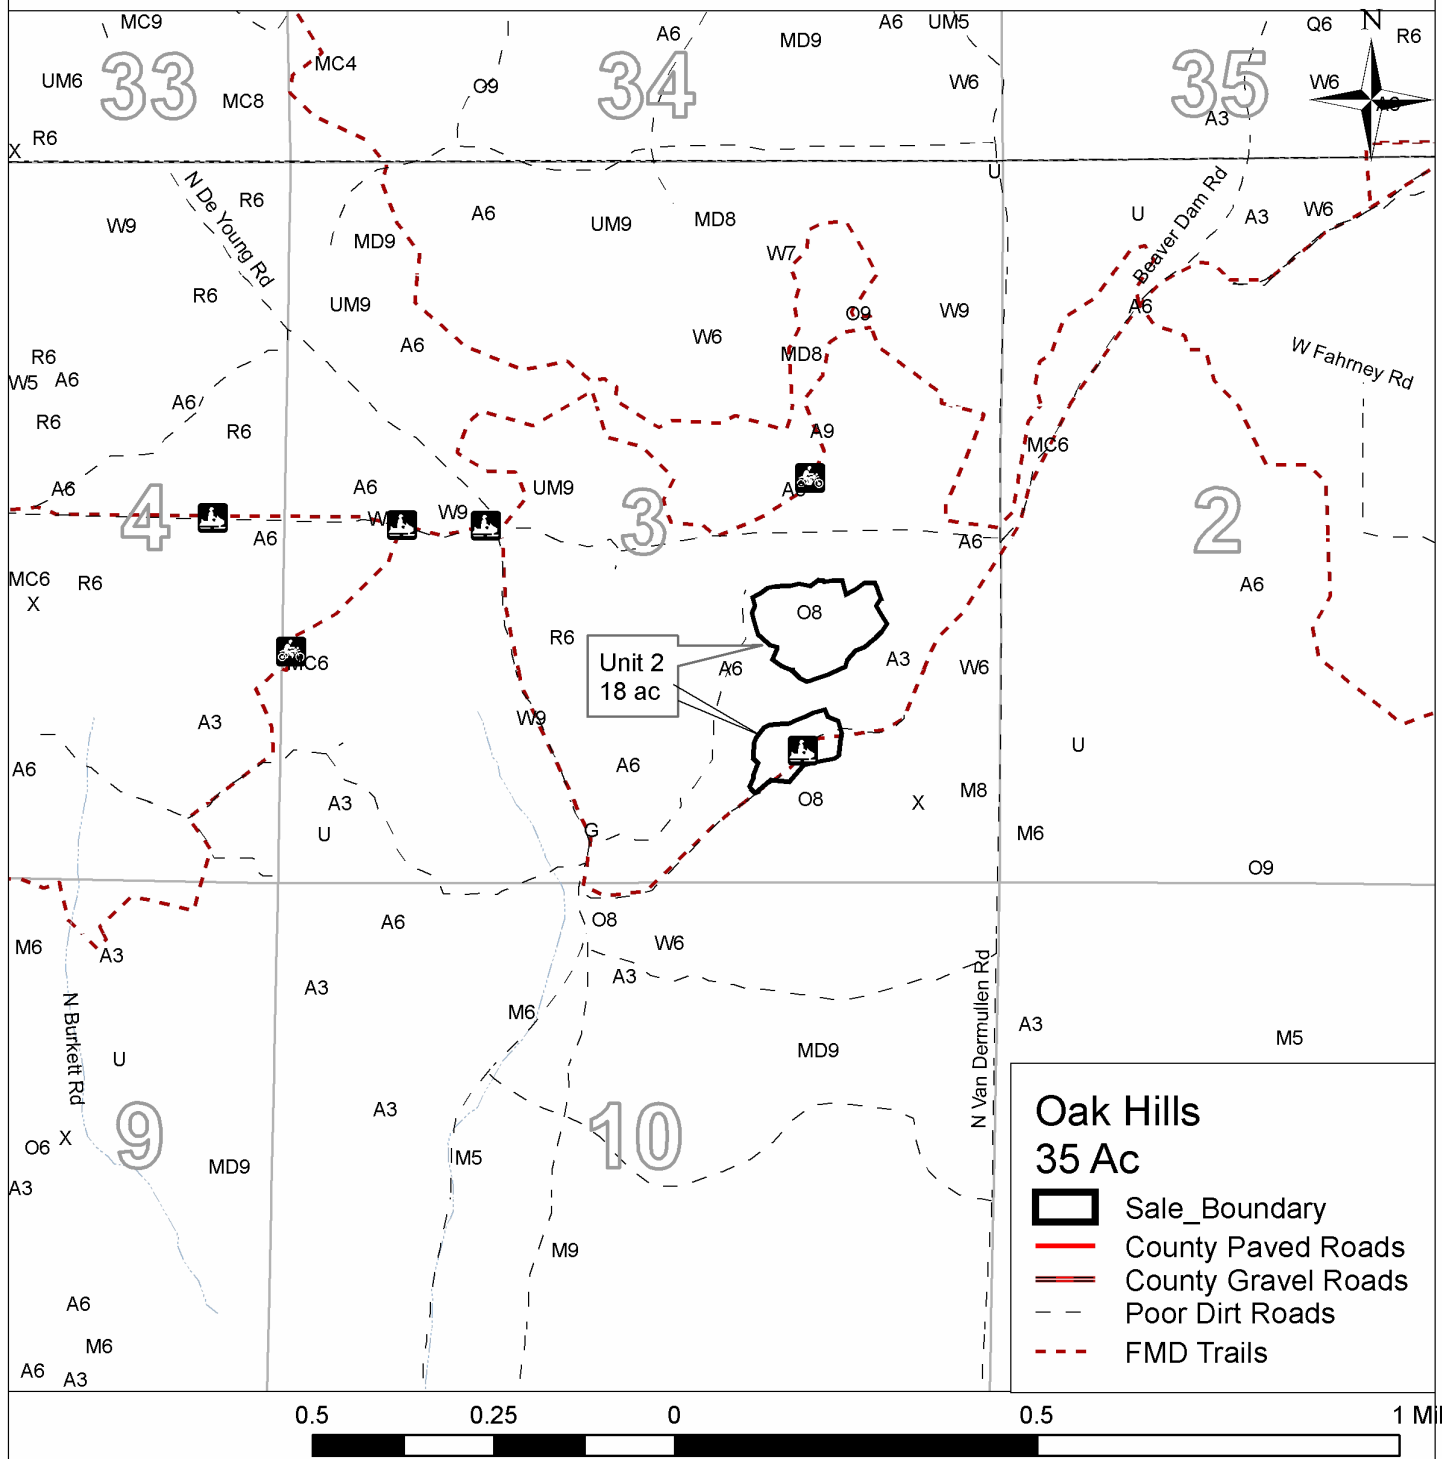 MC9
A6
A6
UM5
Q6
N
R6
MD9
MC4
33
34
35
UM6
O9
W6
W6
MC8
A9
A3
R6
X
U
N De Young Rd
R6
A6
UM9
MD8
U
Beaver Dam Rd
A3
W6
W9
MD9
W7
R6
UM9
O9
W9
A6
A6
W6
MD8
W Fahrney Rd
R6
W5
A6
A6
R6
R6
A9
MC6
A6
A6
UM9
A6
4
W9
3
2
A6
A6
MC6
R6
X
A6
O8
R6
Unit 2
18 ac
A6
A3
W6
MC6
A3
W9
U
A6
A6
A3
O8
X
M8
U
G
M6
O9
A6
O8
M6
A3
W6
A3
A3
N Burkett Rd
M6
N Van Dermullen Rd
A3
M5
U
MD9
A3
9
10
O6
X
M5
MD9
A3
M9
A6
M6
A6
A3
Oak Hills
35 Ac
Sale_Boundary
County Paved Roads
County Gravel Roads
Poor Dirt Roads
FMD Trails
0.5
0.25
0
0.5
1 Mil